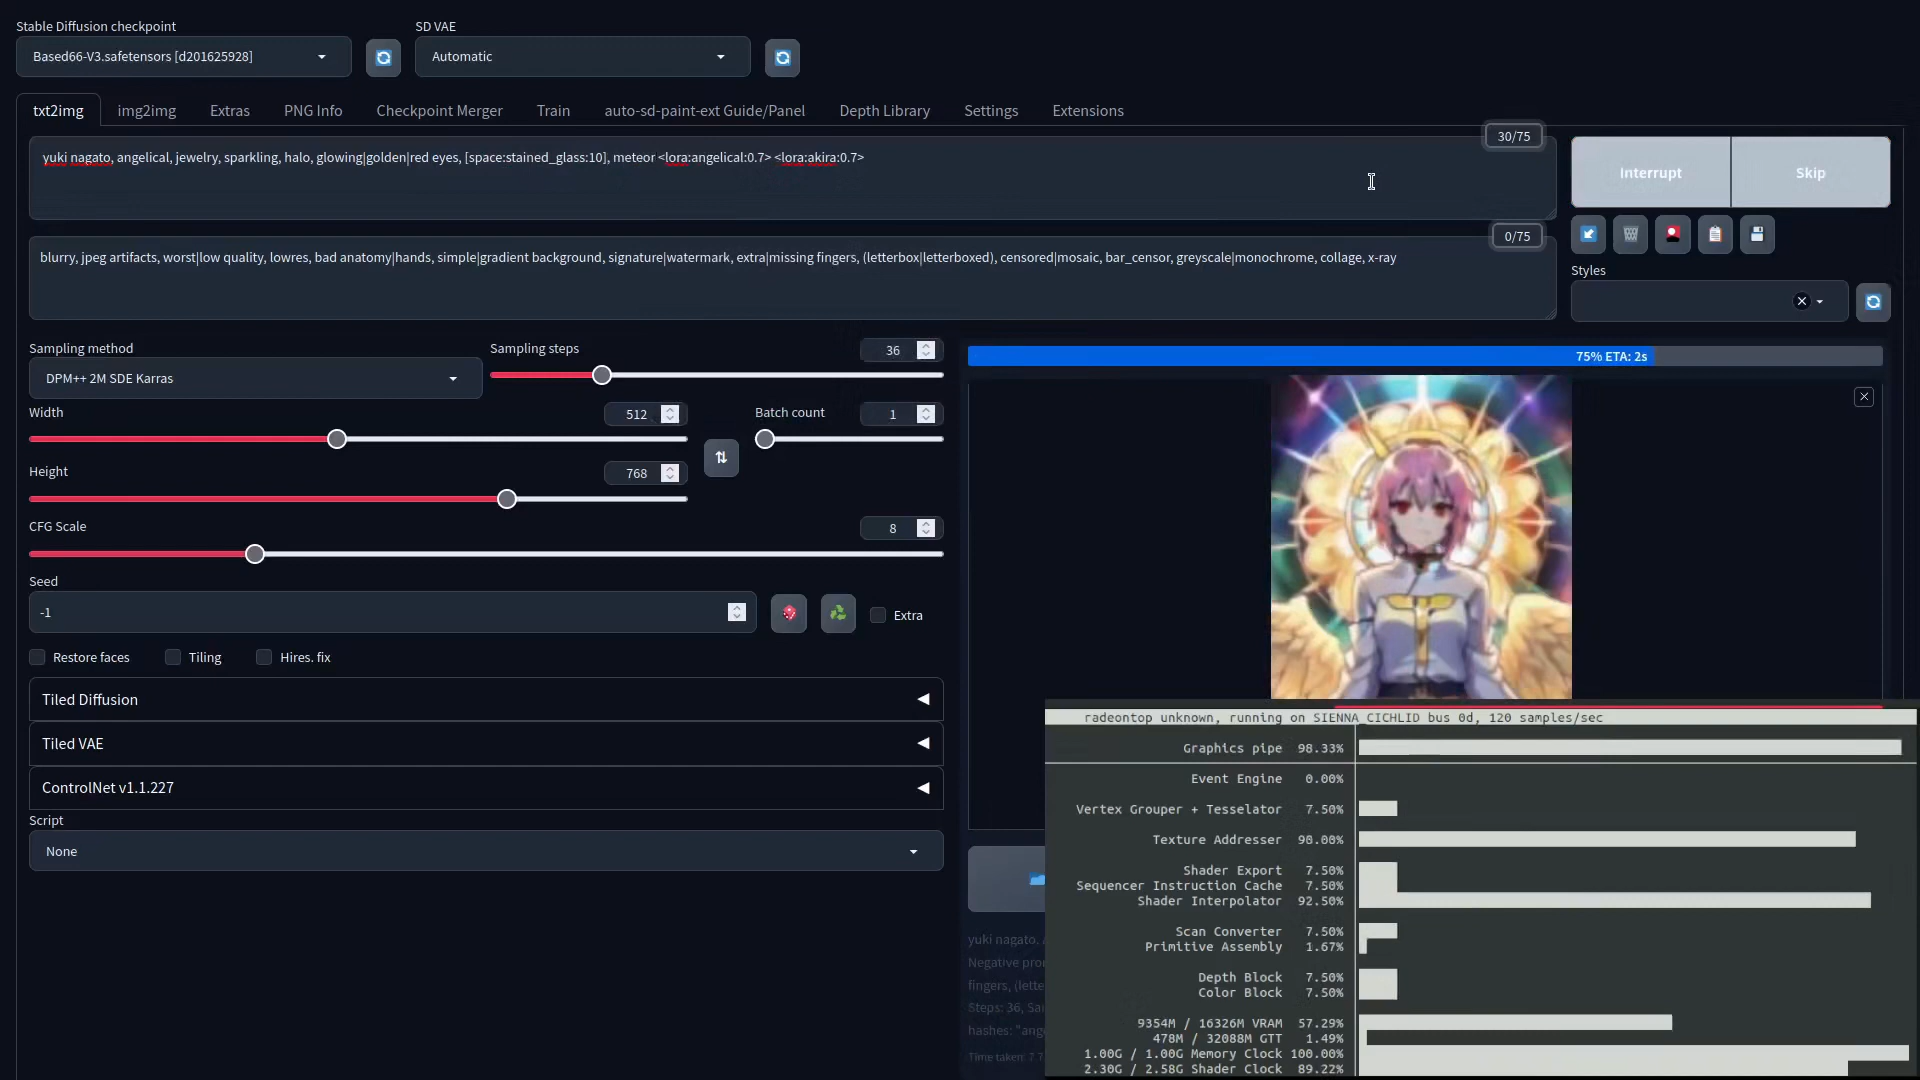 Stable Diffusion checkpoint
SD VAE
Based66-V3.safetensors [d201625928]
Automatic
txt2img
img2img
Extras
PNG Info
Checkpoint Merger
Train
auto-sd-paint-ext Guide/Panel
Depth Library
Settings
Extensions
30/75
yuki nagato, angelical, jewelry, sparkling, halo, glowing|golden|red eyes, [space:stained_glass:10], meteor <lora:angelical:0.7> <lora:akira:0.7>
Interrupt
Skip
0/75
blurry, jpeg artifacts, worst|low quality, lowres, bad anatomy|hands, simple|gradient background, signature|watermark, extra|missing fingers, (letterbox|letterboxed), censored|mosaic, bar_censor, greyscale|monochrome, collage, x-ray
Styles
Sampling method
DPM++ 2M SDE Karras
Sampling steps
36
75% ETA: 2s
Width
512
Batch count
1
Height
768
CFG Scale
8
Seed
-1
Extra
Restore faces
Tiling
Hires. fix
Tiled Diffusion
Tiled VAE
ControlNet v1.1.227
Script
None
radeontop unknown, running on SIENNA_CICHLID bus 0d, 120 samples/sec
Graphics pipe 98.33%
Event Engine 0.00%
Vertex Grouper + Tesselator 7.50%
Texture Addresser 90.00%
Shader Export 7.50%
Sequencer Instruction Cache 7.50%
Shader Interpolator 92.50%
Scan Converter 7.50%
Primitive Assembly 1.67%
Depth Block 7.50%
Color Block 7.50%
9354M / 16326M VRAM 57.29%
478M / 32088M GTT 1.49%
1.00G / 1.00G Memory Clock 100.00%
2.30G / 2.58G Shader Clock 89.22%
yuki nagato,
Negative
fingers,
Steps: 36,
hashes:
Time taken: